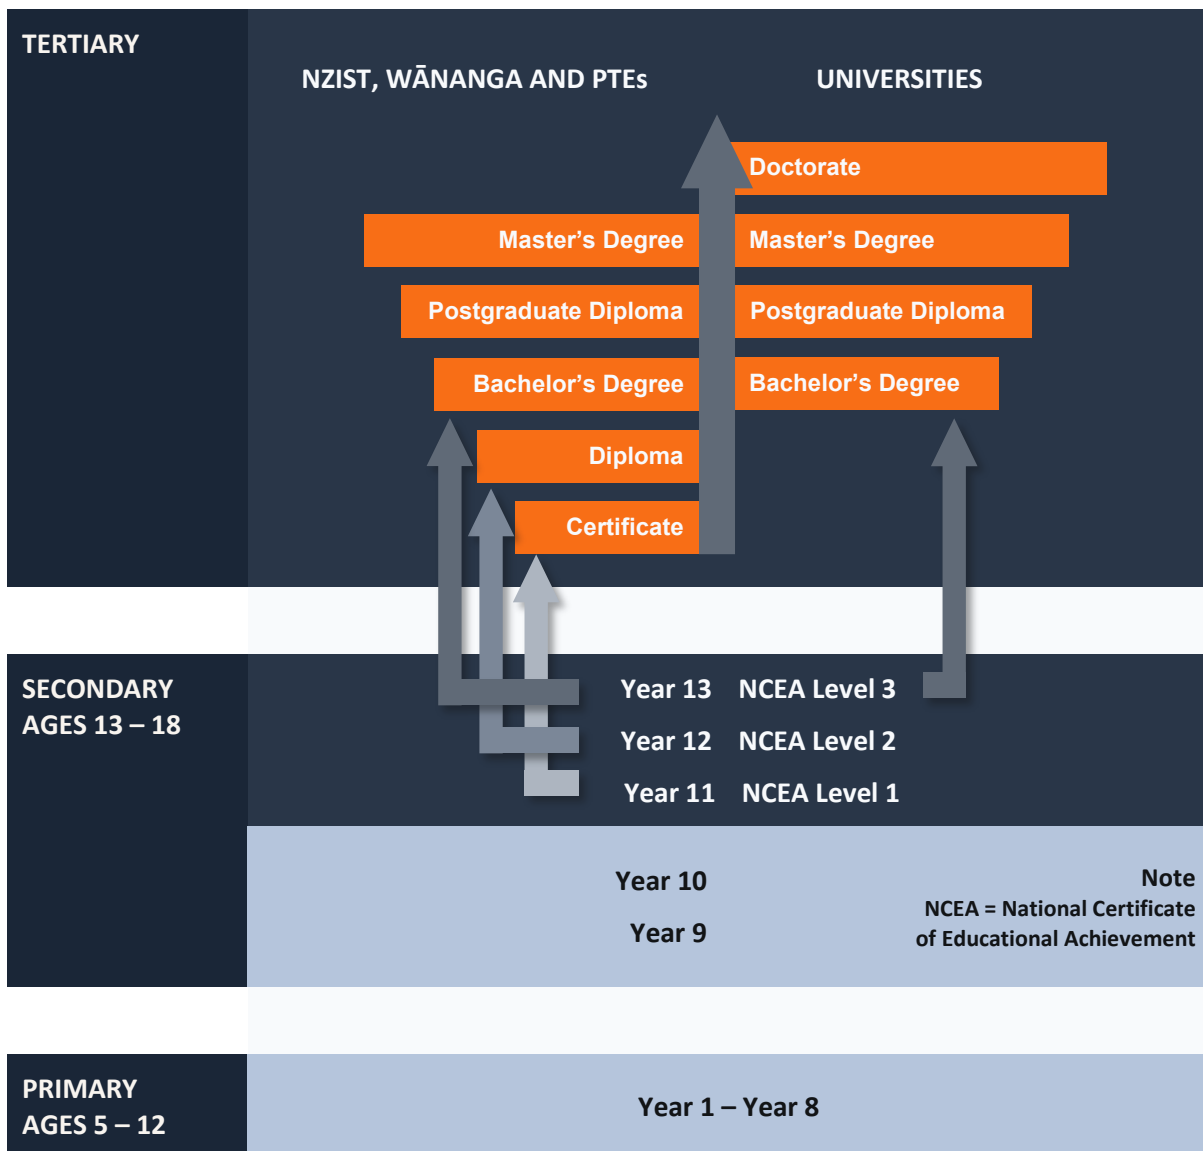 TERTIARY
NZIST, WĀNANGA AND PTEs
UNIVERSITIES
Doctorate
Master's Degree
Master's Degree
Postgraduate Diploma
Postgraduate Diploma
Bachelor's Degree
Bachelor's Degree
Diploma
Certificate
SECONDARY
AGES 13 – 18
Year 13 NCEA Level 3
Year 12 NCEA Level 2
Year 11 NCEA Level 1
Year 10
Year 9
Note
NCEA = National Certificate
of Educational Achievement
PRIMARY
AGES 5 – 12
Year 1 – Year 8